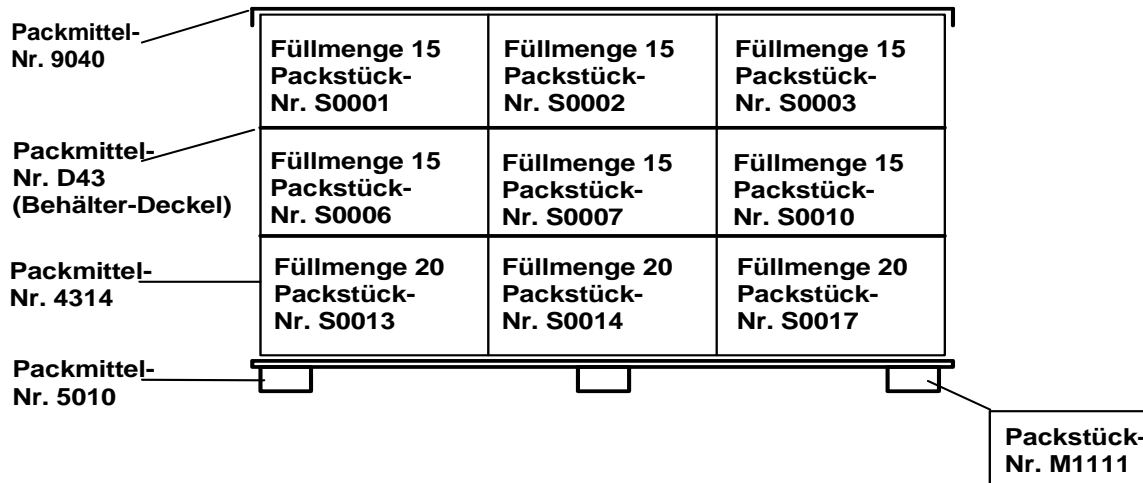 Packmittel-
Nr. 9040
Füllmenge 15
Packstück-
Nr. S0001
Füllmenge 15
Packstück-
Nr. S0002
Füllmenge 15
Packstück-
Nr. S0003
Packmittel-
Nr. D43
(Behälter-Deckel)
Füllmenge 15
Packstück-
Nr. S0006
Füllmenge 15
Packstück-
Nr. S0007
Füllmenge 15
Packstück-
Nr. S0010
Packmittel-
Nr. 4314
Füllmenge 20
Packstück-
Nr. S0013
Füllmenge 20
Packstück-
Nr. S0014
Füllmenge 20
Packstück-
Nr. S0017
Packmittel-
Nr. 5010
Packstück-
Nr. M1111